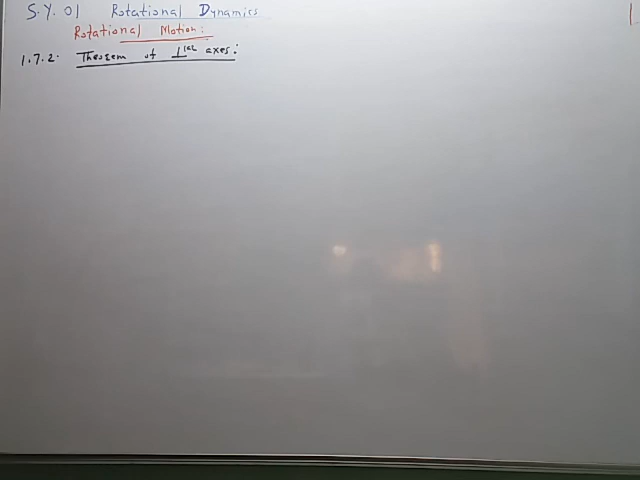 S.Y. 01 Rotational Dynamics
Rotational Motion:
1.7.2. Theorem of ⊥lar axes: